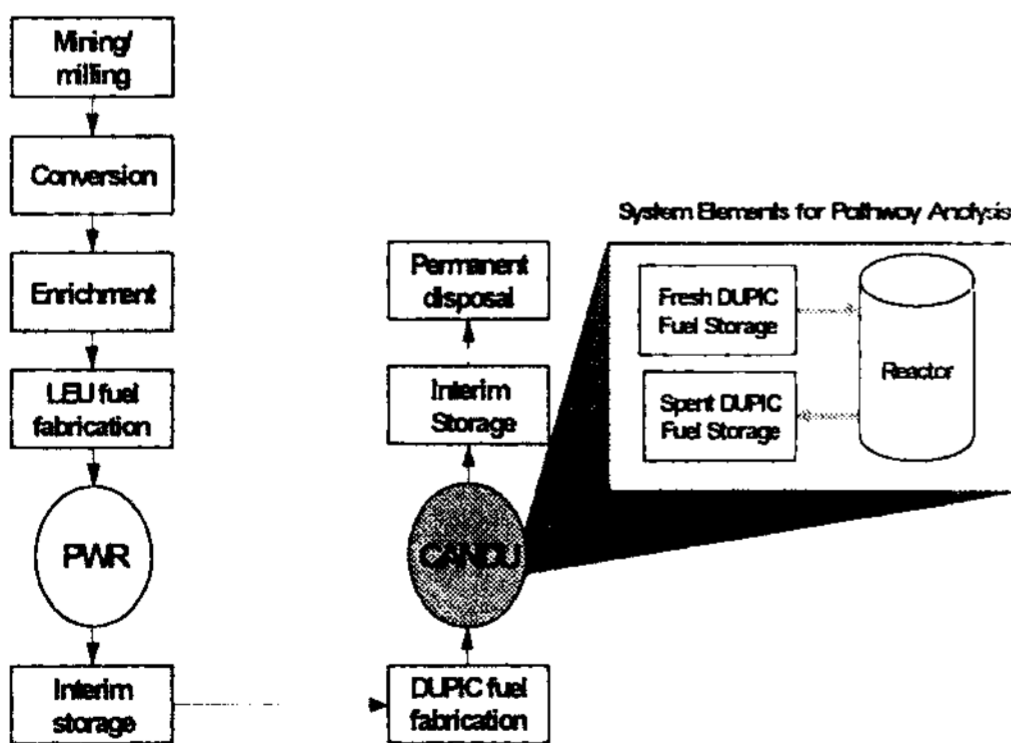 Mining/
milling
Conversion
Enrichment
LEU fuel
fabrication
PWR
Interim
storage
DUPIC fuel
fabrication
CANDU
Interim
Storage
Permanent
disposal
System Elements for Pathway Analysis
Fresh DUPIC
Fuel Storage
Spent DUPIC
Fuel Storage
Reactor